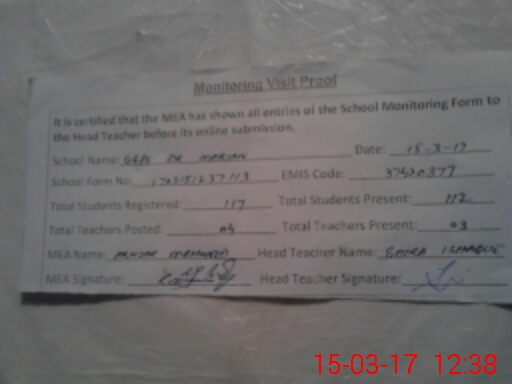 Monitoring Visit Proof
It is certified that the MEA has shown all entries of the School Monitoring Form to
the Head Teacher before its online submission.
School Name: Date: 15-3-17
School Form No: EMIS Code: 37520377
Total Students Registered: 117 Total Students Present: 112
Total Teachers Posted: 04 Total Teachers Present: 03
MEA Name: Head Teacher Name:
MEA Signature: Head Teacher Signature:
15-03-17 12:38